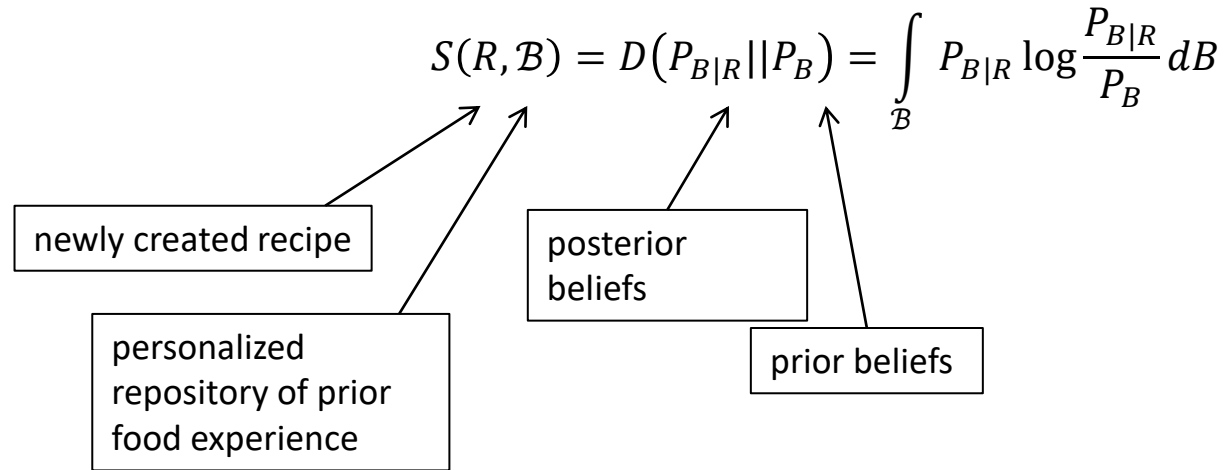 S(R, ℬ) = D(P_{B|R}||P_B) = ∫_ℬ P_{B|R} log \frac{P_{B|R}}{P_B} dB
newly created recipe
posterior
beliefs
personalized
repository of prior
food experience
prior beliefs